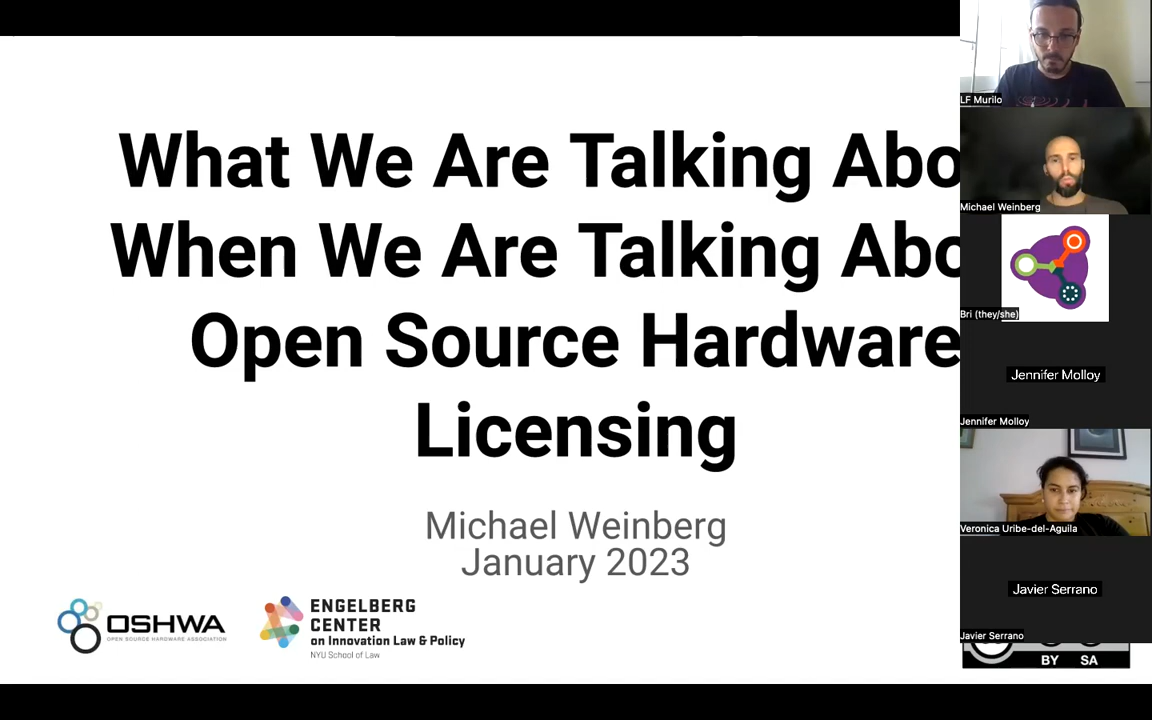 What We Are Talking Abo
When We Are Talking Abo
Open Source Hardware
Licensing
Michael Weinberg
January 2023
OSHWA
OPEN SOURCE HARDWARE ASSOCIATION
ENGELBERG
CENTER
on Innovation Law & Policy
NYU School of Law
LF Murilo
Michael Weinberg
Bri (they/she)
Jennifer Molloy
Jennifer Molloy
Veronica Uribe-del-Aguila
Javier Serrano
Javier Serrano
BY SA